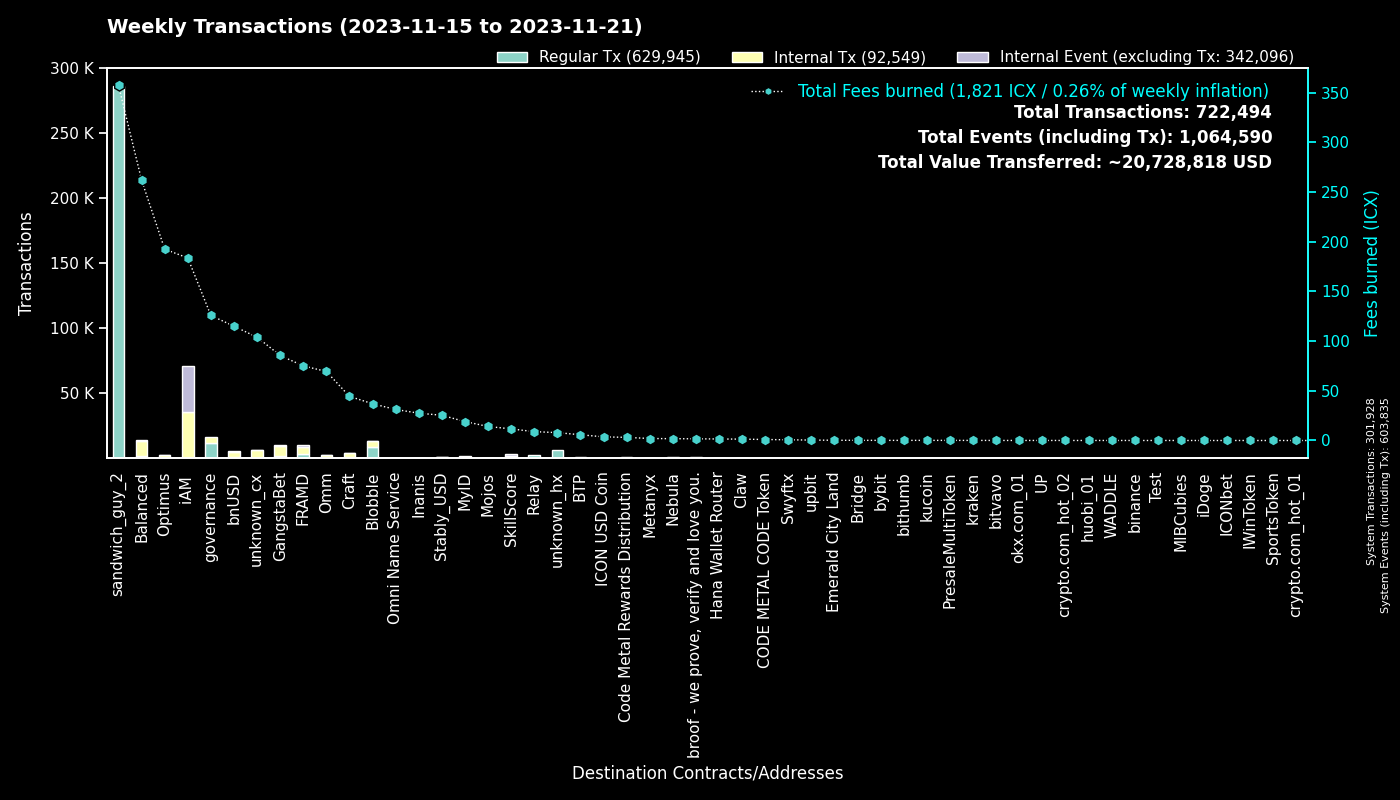 Weekly Transactions (2023-11-15 to 2023-11-21)
Regular Tx (629,945)
Internal Tx (92,549)
Internal Event (excluding Tx: 342,096)
Total Fees burned (1,821 ICX / 0.26% of weekly inflation)
Total Transactions: 722,494
Total Events (including Tx): 1,064,590
Total Value Transferred: ~20,728,818 USD
Transactions
300 K
250 K
200 K
150 K
100 K
50 K
350
300
250
200
150
100
50
0
Fees burned (ICX)
System Transactions: 301,928
System Events (including Tx): 603,835
sandwich_guy_2
Balanced
Optimus
iAM
governance
bnUSD
unknown_cx
GangstaBet
FRAMD
Omm
Craft
Blobble
Omni Name Service
Inanis
Stably_USD
MyID
Mojos
SkillScore
Relay
unknown_hx
BTP
ICON USD Coin
Code Metal Rewards Distribution
Metanyx
Nebula
broof - we prove, verify and love you.
Hana Wallet Router
Claw
CODE METAL CODE Token
Swyftx
upbit
Emerald City Land
Bridge
bybit
bithumb
kucoin
PresaleMultiToken
kraken
bitvavo
okx.com_01
UP
crypto.com_hot_02
huobi_01
WADDLE
binance
Test
MIBCubies
iDoge
ICONbet
IWinToken
SportsToken
crypto.com_hot_01
Destination Contracts/Addresses